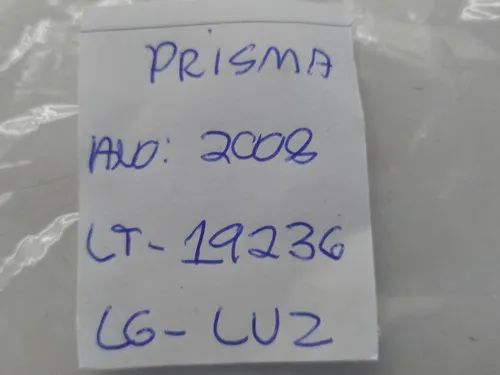 PRISMA
ANO: 2008
LT-19236
LG-LUZ